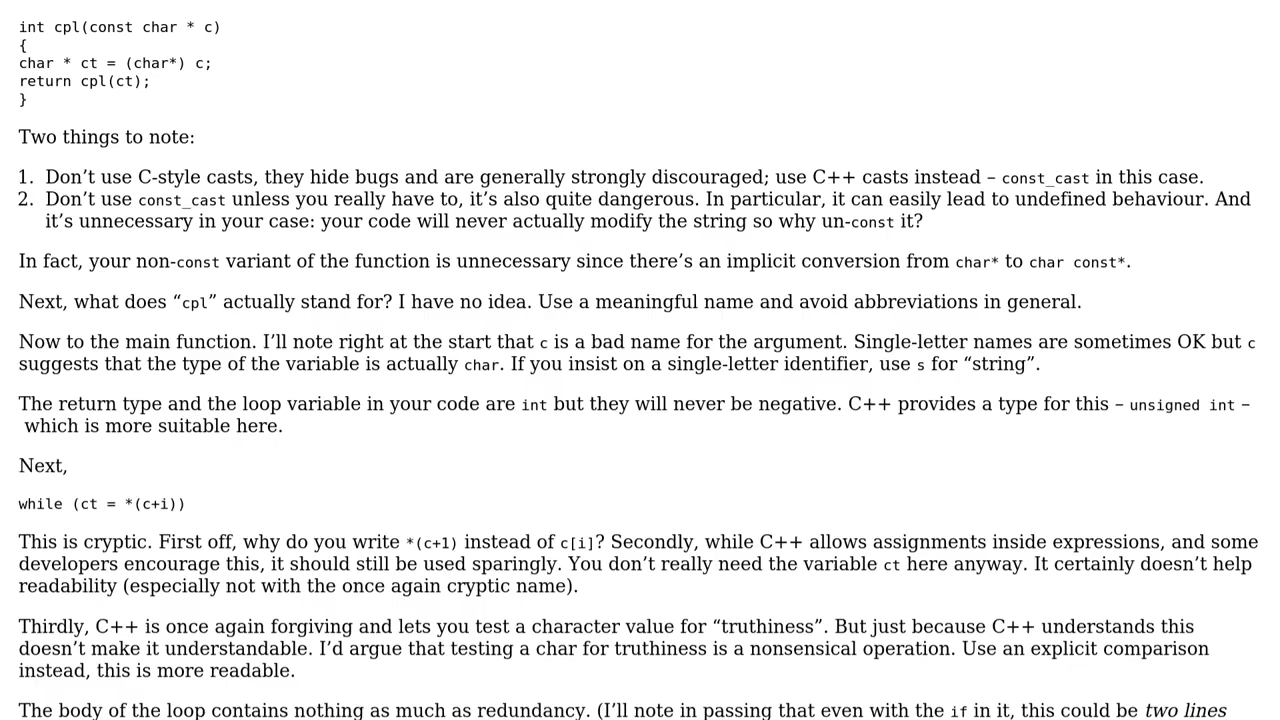 int cpl(const char * c)
{
char * ct = (char*) c;
return cpl(ct);
}
Two things to note:
1. Don’t use C-style casts, they hide bugs and are generally strongly discouraged; use C++ casts instead – const_cast in this case.
2. Don’t use const_cast unless you really have to, it’s also quite dangerous. In particular, it can easily lead to undefined behaviour. And
it’s unnecessary in your case: your code will never actually modify the string so why un-const it?
In fact, your non-const variant of the function is unnecessary since there’s an implicit conversion from char* to char const*.
Next, what does “cpl” actually stand for? I have no idea. Use a meaningful name and avoid abbreviations in general.
Now to the main function. I’ll note right at the start that c is a bad name for the argument. Single-letter names are sometimes OK but c
suggests that the type of the variable is actually char. If you insist on a single-letter identifier, use s for “string”.
The return type and the loop variable in your code are int but they will never be negative. C++ provides a type for this – unsigned int –
which is more suitable here.
Next,
while (ct = *(c+i))
This is cryptic. First off, why do you write *(c+1) instead of c[i]? Secondly, while C++ allows assignments inside expressions, and some
developers encourage this, it should still be used sparingly. You don’t really need the variable ct here anyway. It certainly doesn’t help
readability (especially not with the once again cryptic name).
Thirdly, C++ is once again forgiving and lets you test a character value for “truthiness”. But just because C++ understands this
doesn’t make it understandable. I’d argue that testing a char for truthiness is a nonsensical operation. Use an explicit comparison
instead, this is more readable.
The body of the loop contains nothing as much as redundancy. (I’ll note in passing that even with the if in it, this could be two lines